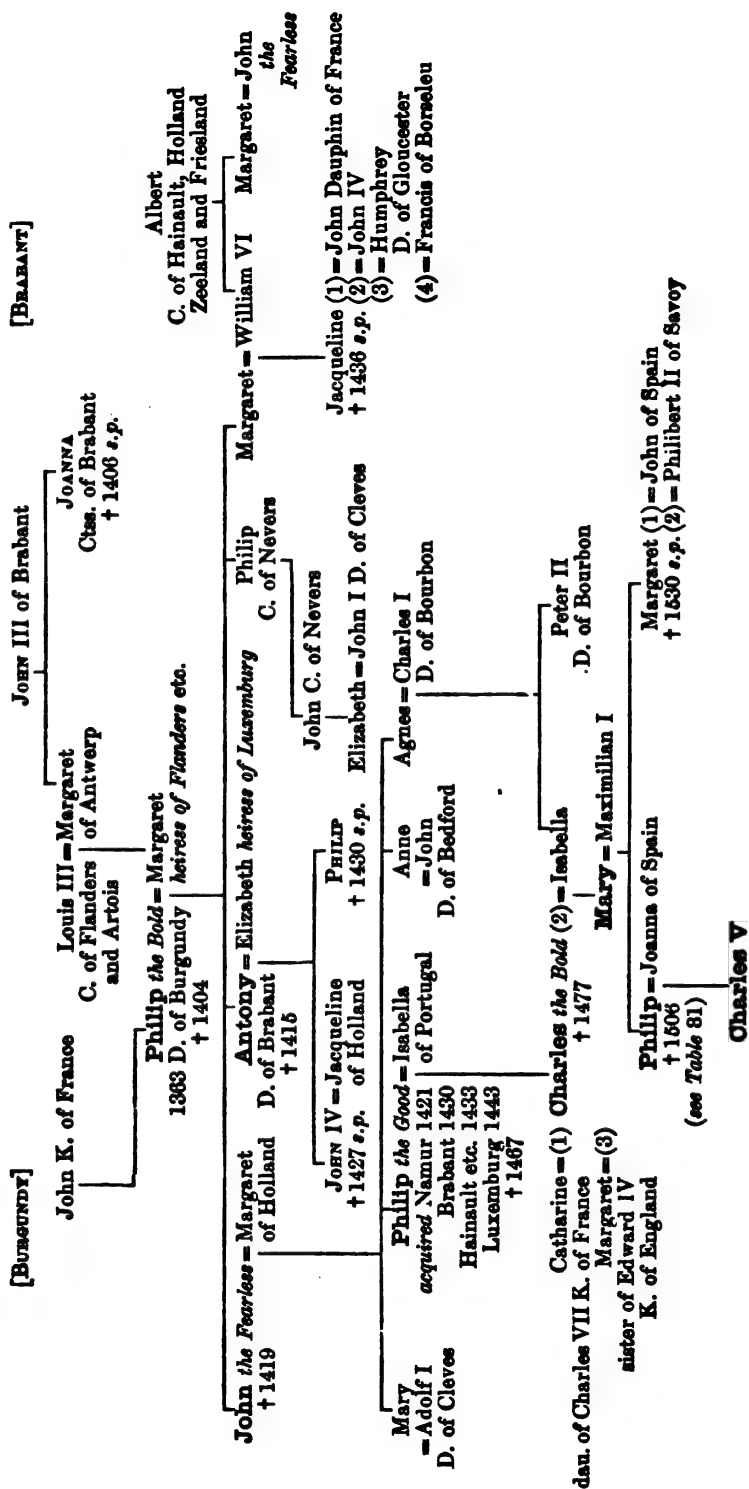 [BURGUNDY]
[BRABANT]
JOHN III of Brabant
John K. of France
Louis III = Margaret
C. of Flanders of Antwerp
and Artois
JOANNA
Ctss. of Brabant
† 1406 s.p.
Philip the Bold = Margaret
1363 D. of Burgundy heiress of Flanders etc.
† 1404
Albert
C. of Hainault, Holland
Zeeland and Friesland
John the Fearless = Margaret
† 1419 of Holland
Antony = Elizabeth heiress of Luxemburg
D. of Brabant
† 1415
Philip
C. of Nevers
Margaret = William VI
Margaret = John
the
Fearless
JOHN IV = Jacqueline
† 1427 s.p. of Holland
PHILIP
† 1430 s.p.
John C. of Nevers
Elizabeth = John I D. of Cleves
Jacqueline (1) = John Dauphin of France
† 1436 s.p. (2) = John IV
(3) = Humphrey
D. of Gloucester
(4) = Francis of Borseleu
Mary
= Adolf I
D. of Cleves
Philip the Good = Isabella
acquired Namur 1421 of Portugal
Brabant 1430
Hainault etc. 1433
Luxemburg 1443
† 1467
Anne
= John
D. of Bedford
Agnes = Charles I
D. of Bourbon
Catharine = (1) Charles the Bold (2) = Isabella
dau. of Charles VII K. of France † 1477
Margaret = (3)
sister of Edward IV
K. of England
Peter II
D. of Bourbon
Mary = Maximilian I
Philip = Joanna of Spain
† 1506
(see Table 31)
Margaret (1) = John of Spain
† 1530 s.p. (2) = Philibert II of Savoy
Charles V